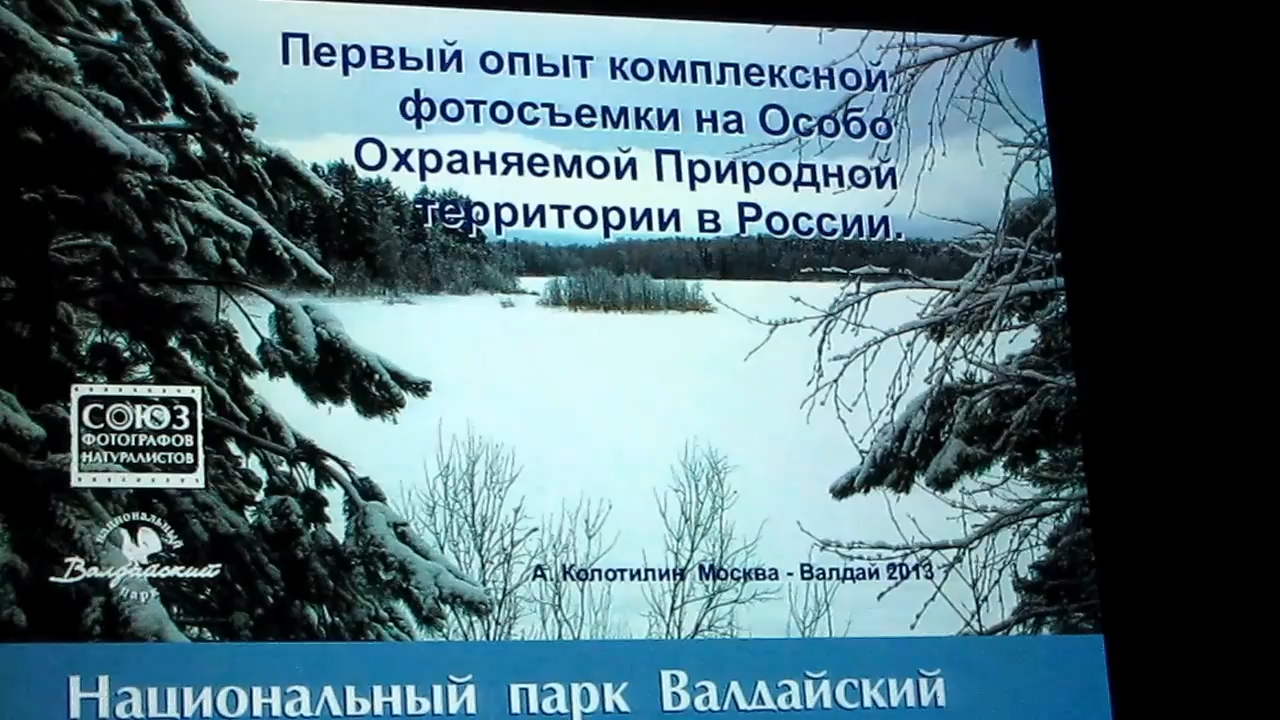 Первый опыт комплексной
фотосъемки на Особо
Охраняемой Природной
территории в России.
СОЮЗ
ФОТОГРАФОВ
НАТУРАЛИСТОВ
национальный
Валдайский
парк
А. Колотилин Москва - Валдай 2013
Национальный парк Валдайский